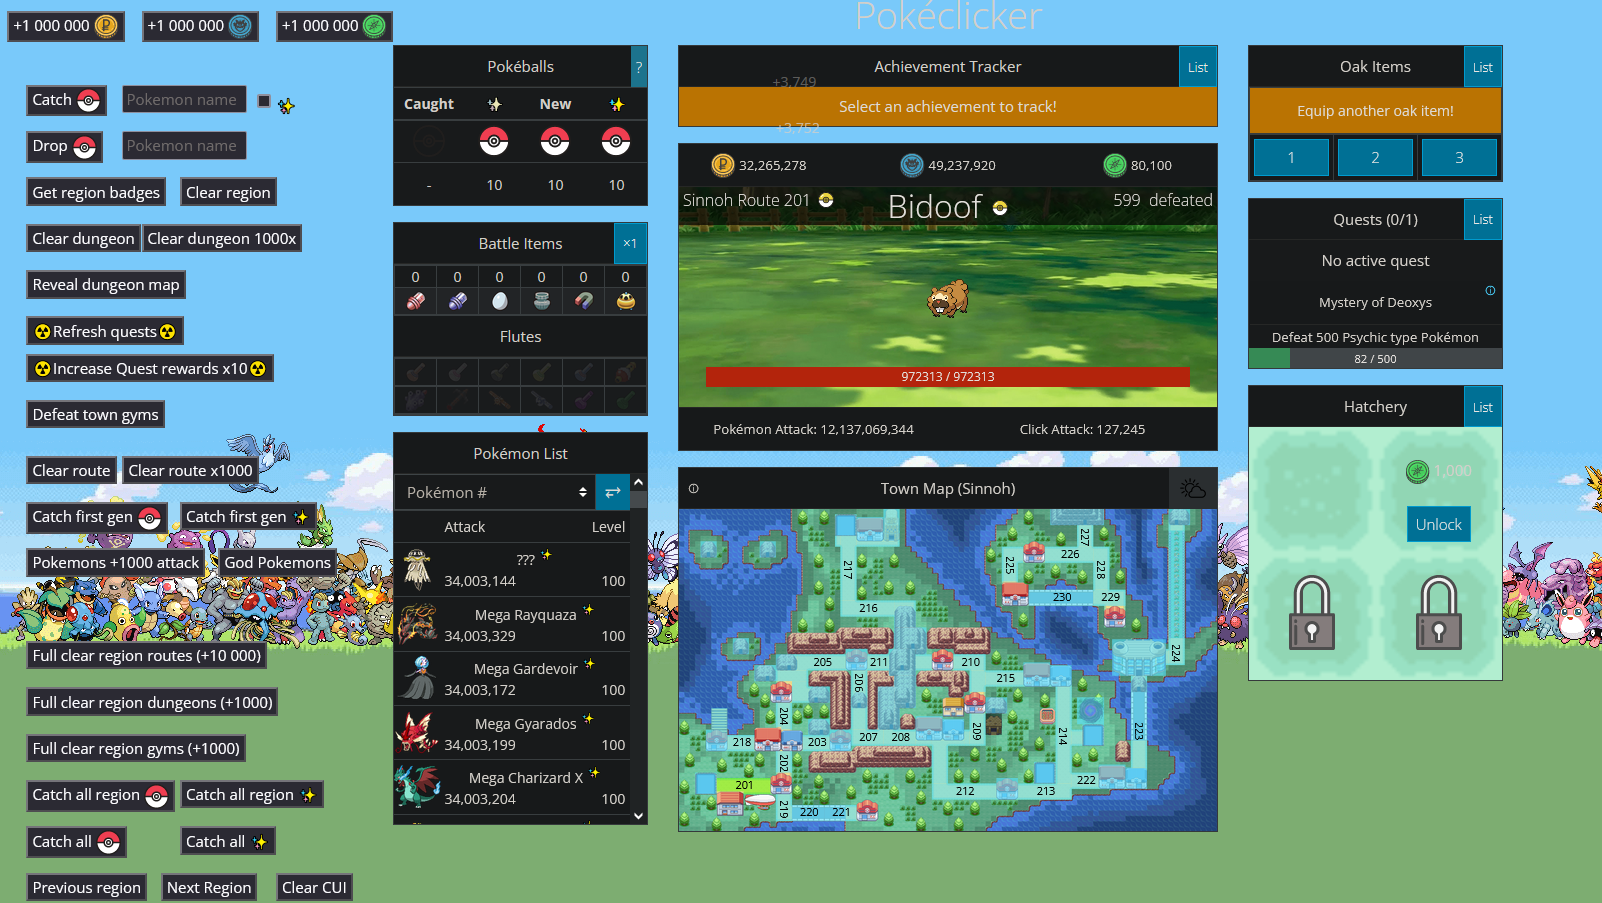 Pokéclicker
+1 000 000
+1 000 000
+1 000 000
Catch
Pokemon name
Drop
Pokemon name
Get region badges
Clear region
Clear dungeon
Clear dungeon 1000x
Reveal dungeon map
Refresh quests
Increase Quest rewards x10
Defeat town gyms
Clear route
Clear route x1000
Catch first gen
Catch first gen
Pokemons +1000 attack
God Pokemons
Full clear region routes (+10 000)
Full clear region dungeons (+1000)
Full clear region gyms (+1000)
Catch all region
Catch all region
Catch all
Catch all
Previous region
Next Region
Clear CUI
Pokéballs
?
Caught
New
- 10 10 10
Battle Items
×1
0 0 0 0 0 0
Flutes
Pokémon List
Pokémon #
Attack Level
???
34,003,144 100
Mega Rayquaza
34,003,329 100
Mega Gardevoir
34,003,172 100
Mega Gyarados
34,003,199 100
Mega Charizard X
34,003,204 100
Achievement Tracker
List
+3,749
Select an achievement to track!
+3,752
32,265,278
49,237,920
80,100
Sinnoh Route 201
Bidoof
599 defeated
972313 / 972313
Pokémon Attack: 12,137,069,344
Click Attack: 127,245
Town Map (Sinnoh)
227
226
225
228
217
230
229
216
224
205
211
210
206
215
204
209
214
223
218
203
207
208
202
222
201
212
213
219
220
221
Oak Items
List
Equip another oak item!
1
2
3
Quests (0/1)
List
No active quest
Mystery of Deoxys
Defeat 500 Psychic type Pokémon
82 / 500
Hatchery
List
1,000
Unlock